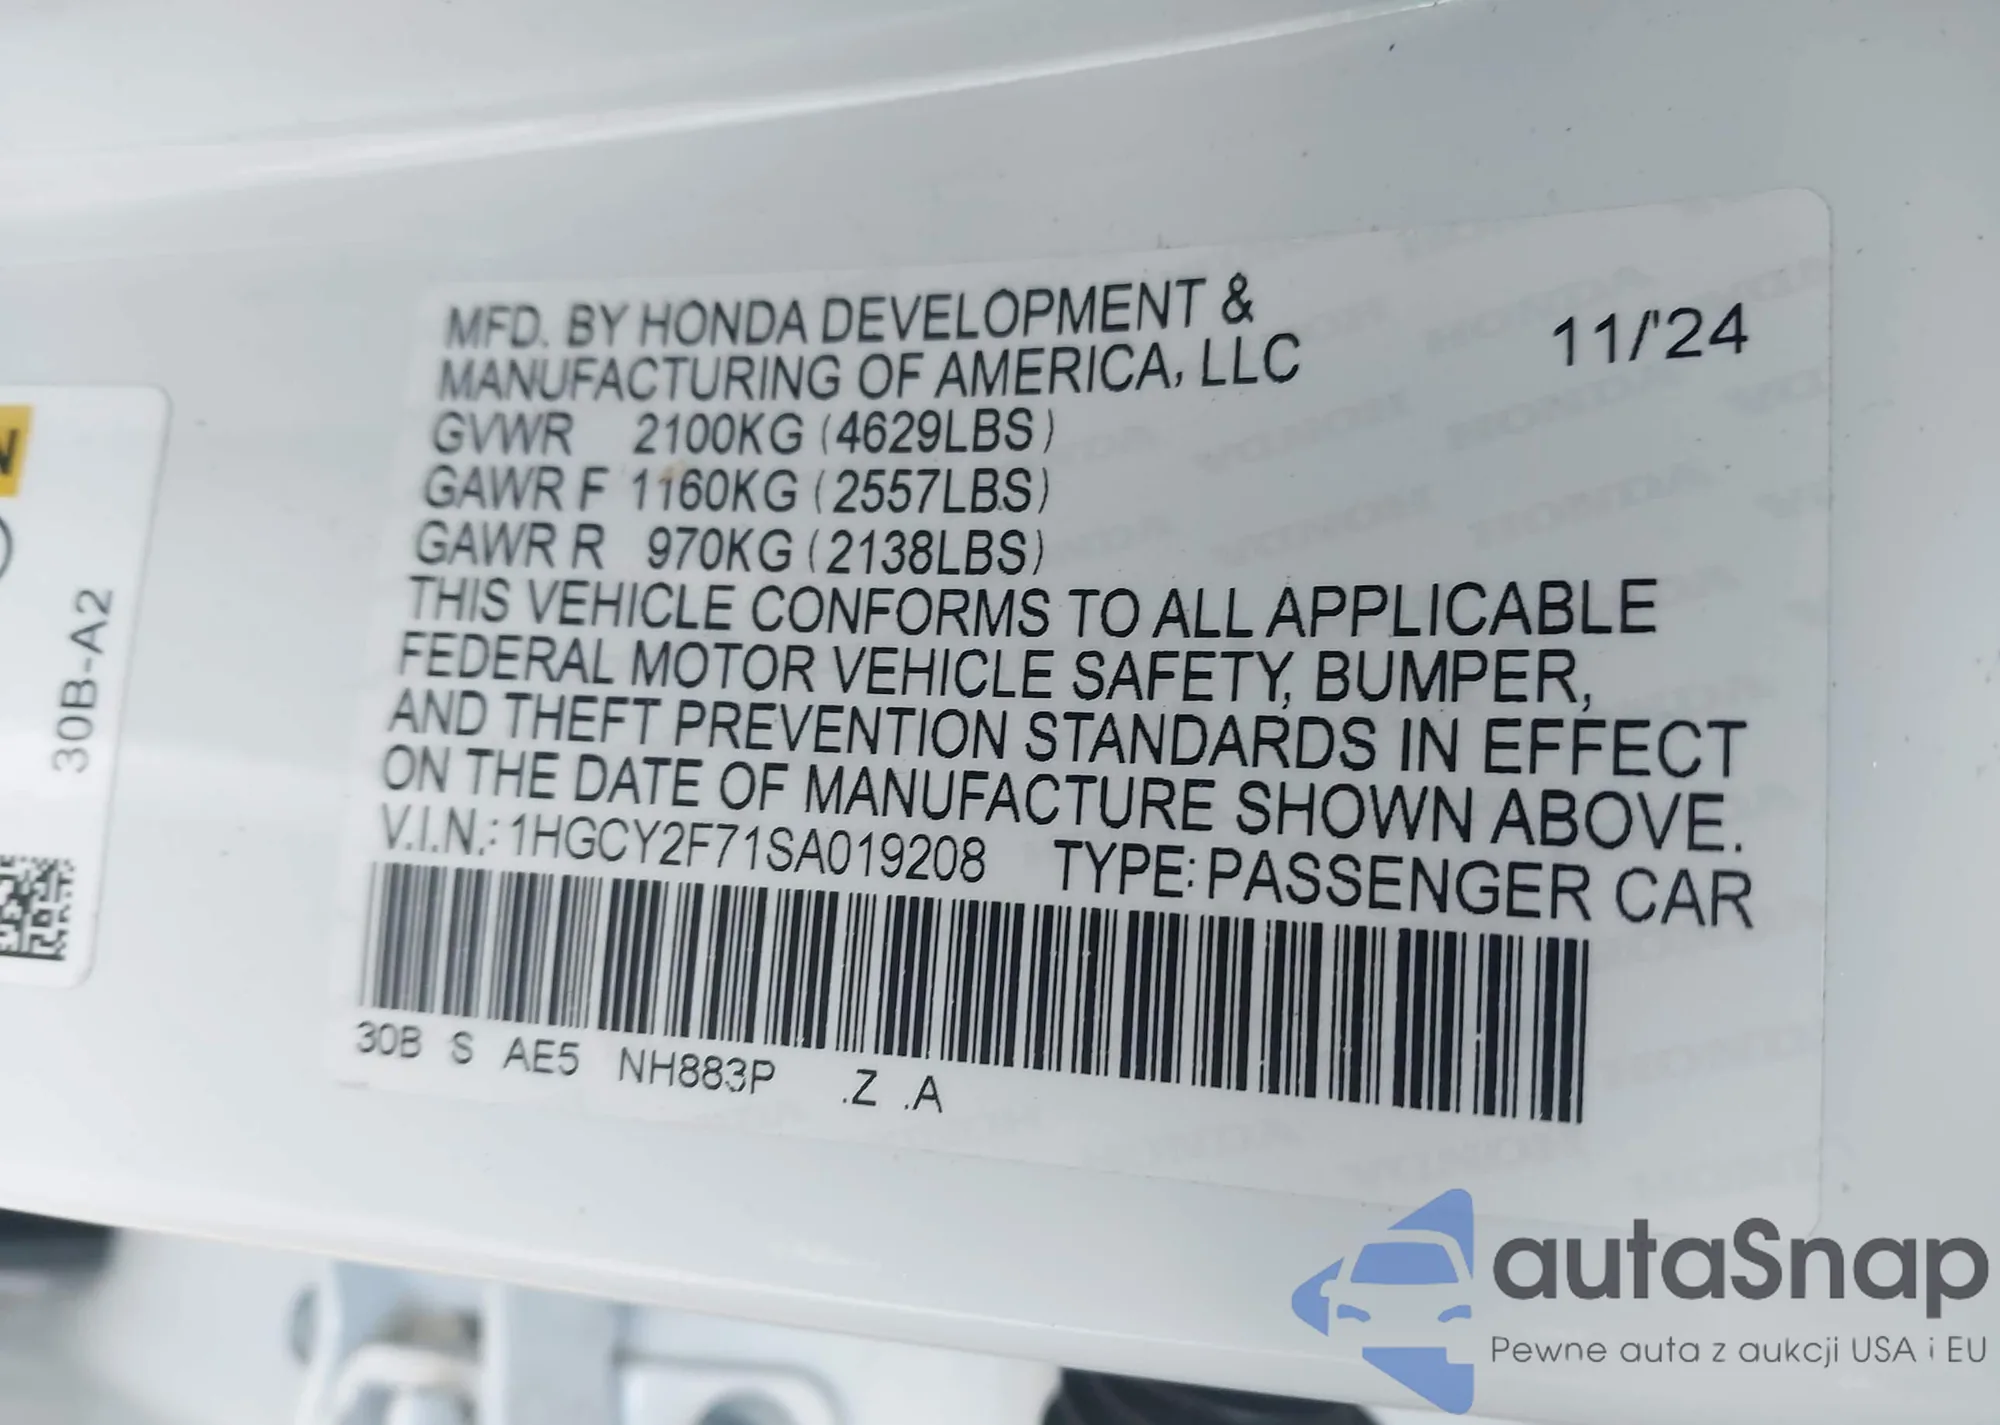 MFD. BY HONDA DEVELOPMENT &
MANUFACTURING OF AMERICA, LLC
11/'24
GVWR 2100KG (4629LBS)
GAWR F 1160KG (2557LBS)
GAWR R 970KG (2138LBS)
THIS VEHICLE CONFORMS TO ALL APPLICABLE
FEDERAL MOTOR VEHICLE SAFETY, BUMPER,
AND THEFT PREVENTION STANDARDS IN EFFECT
ON THE DATE OF MANUFACTURE SHOWN ABOVE.
V.I.N.: 1HGCY2F71SA019208 TYPE: PASSENGER CAR
30B S AE5 NH883P .Z .A
30B-A2
autaSnap
Pewne auta z aukcji USA i EU